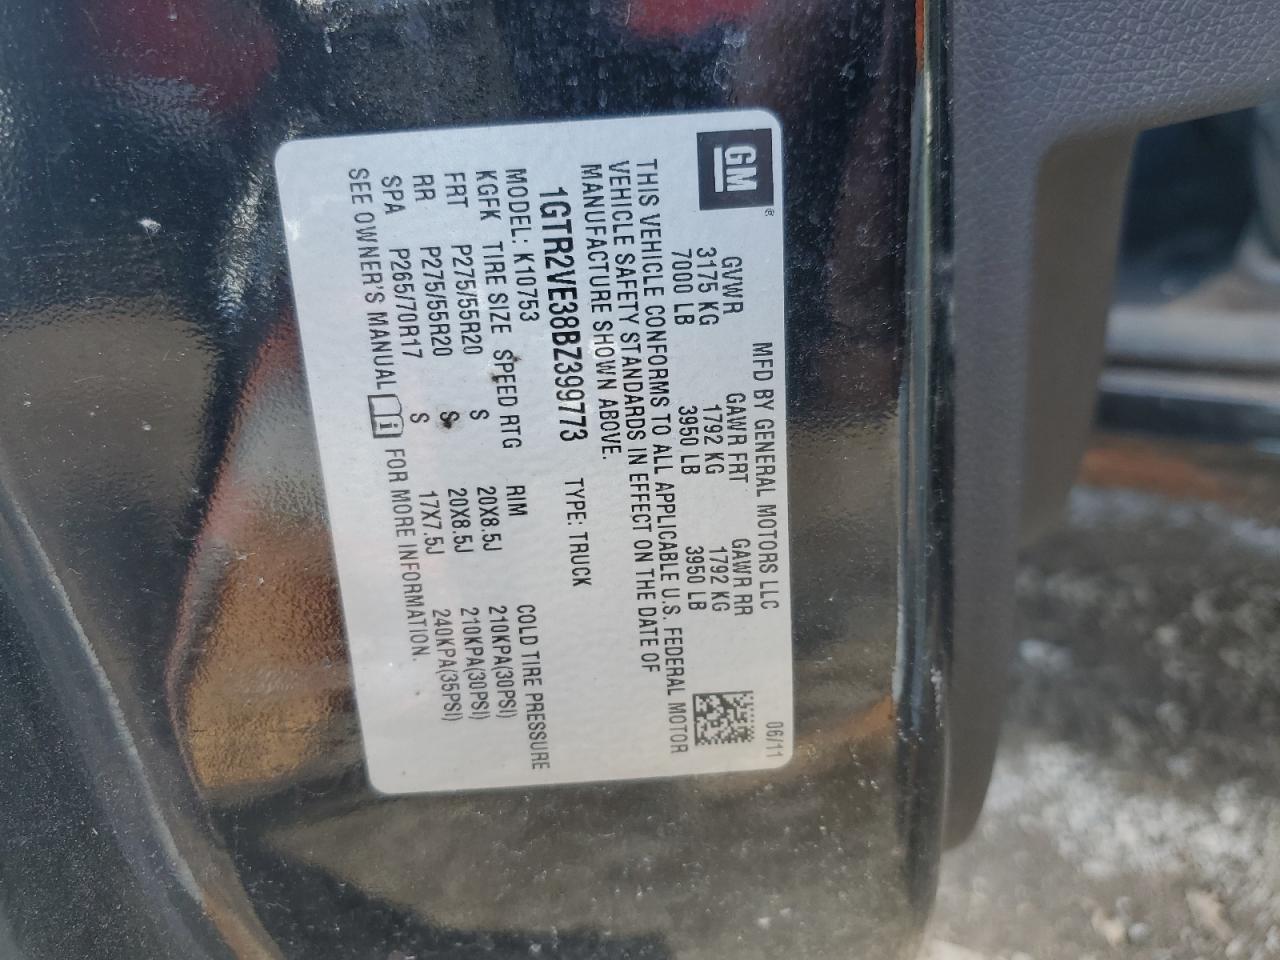 GM®
MFD BY GENERAL MOTORS LLC 06/11
GVWR GAWR FRT GAWR RR
3175 KG 1792 KG 1792 KG
7000 LB 3950 LB 3950 LB
THIS VEHICLE CONFORMS TO ALL APPLICABLE U.S. FEDERAL MOTOR
VEHICLE SAFETY STANDARDS IN EFFECT ON THE DATE OF
MANUFACTURE SHOWN ABOVE.
1GTR2VE38BZ399773 TYPE: TRUCK
MODEL: K10753
KGFK TIRE SIZE SPEED RTG RIM COLD TIRE PRESSURE
FRT P275/55R20 S 20X8.5J 210KPA(30PSI)
RR P275/55R20 S 20X8.5J 210KPA(30PSI)
SPA P265/70R17 S 17X7.5J 240KPA(35PSI)
SEE OWNER'S MANUAL FOR MORE INFORMATION.